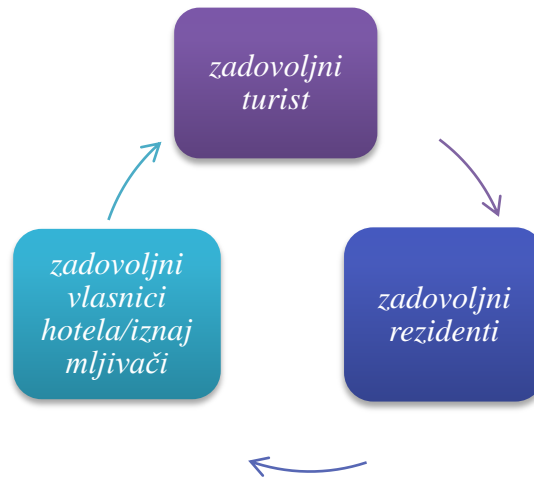 zadovoljni
turist
zadovoljni
vlasnici
hotela/iznaj
mljivači
zadovoljni
rezidenti